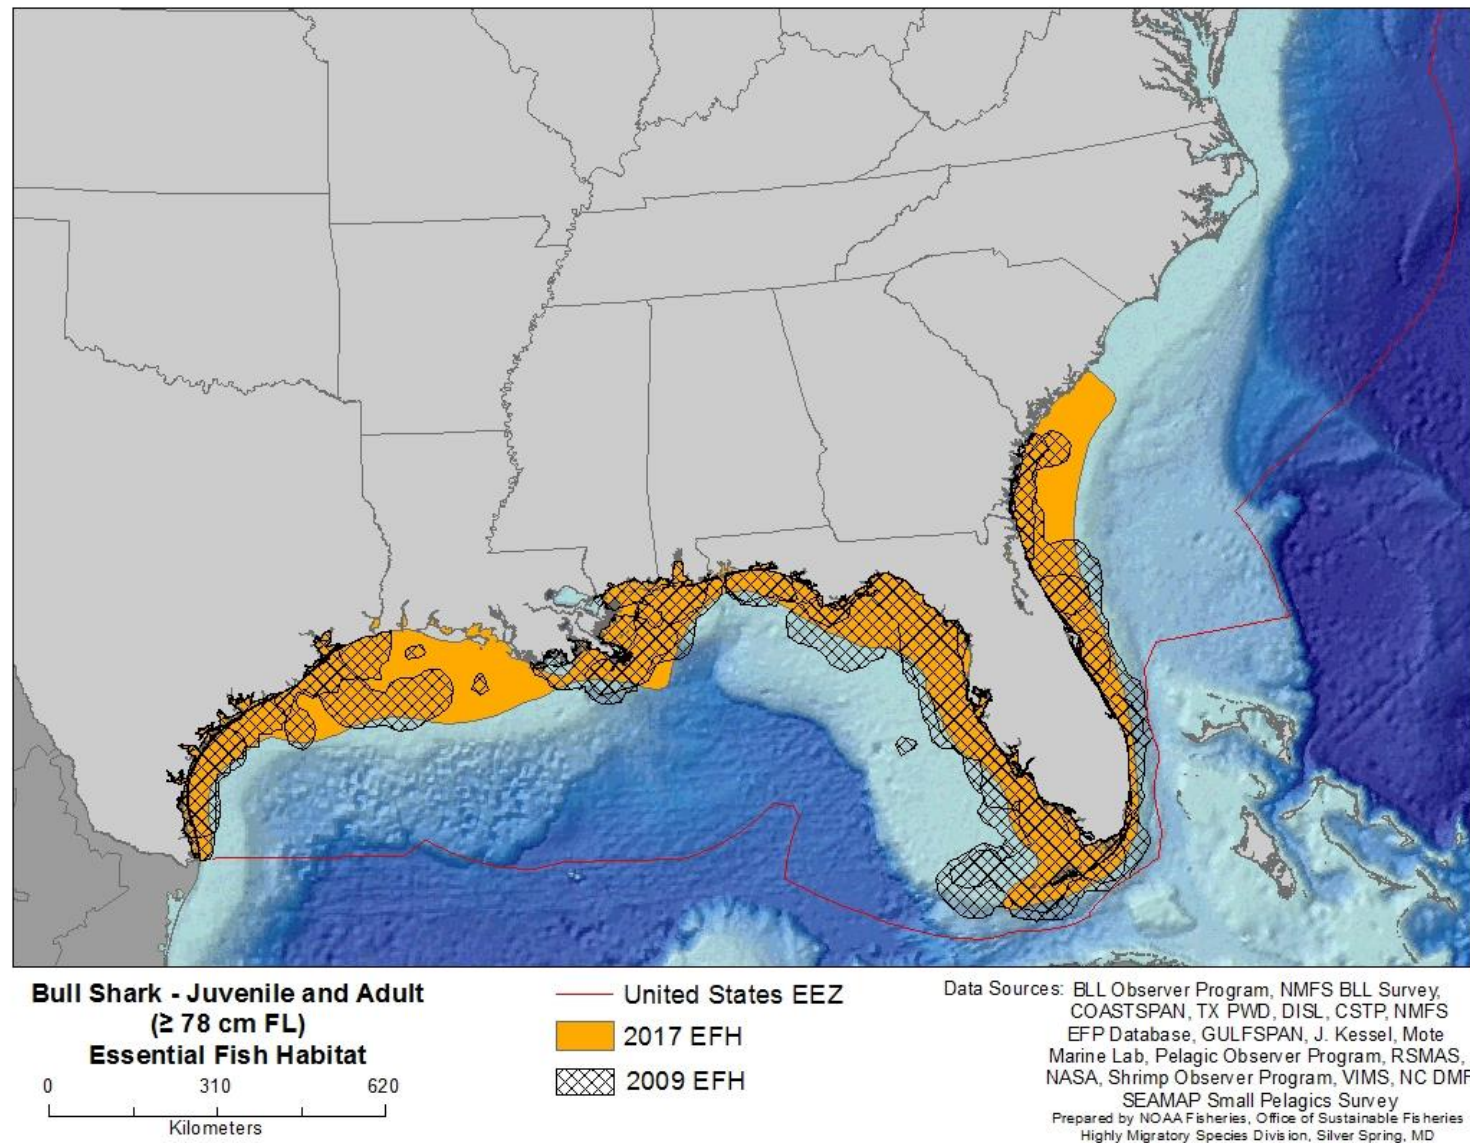 Bull Shark - Juvenile and Adult
(≥ 78 cm FL)
Essential Fish Habitat
0 310 620
Kilometers
United States EEZ
2017 EFH
2009 EFH
Data Sources: BLL Observer Program, NMFS BLL Survey,
COASTSPAN, TX PWD, DISL, CSTP, NMFS
EFP Database, GULFSPAN, J. Kessel, Mote
Marine Lab, Pelagic Observer Program, RSMAS,
NASA, Shrimp Observer Program, VIMS, NC DMF
SEAMAP Small Pelagics Survey
Prepared by NOAA Fisheries, Office of Sustainable Fisheries
Highly Migratory Species Division, Silver Spring, MD